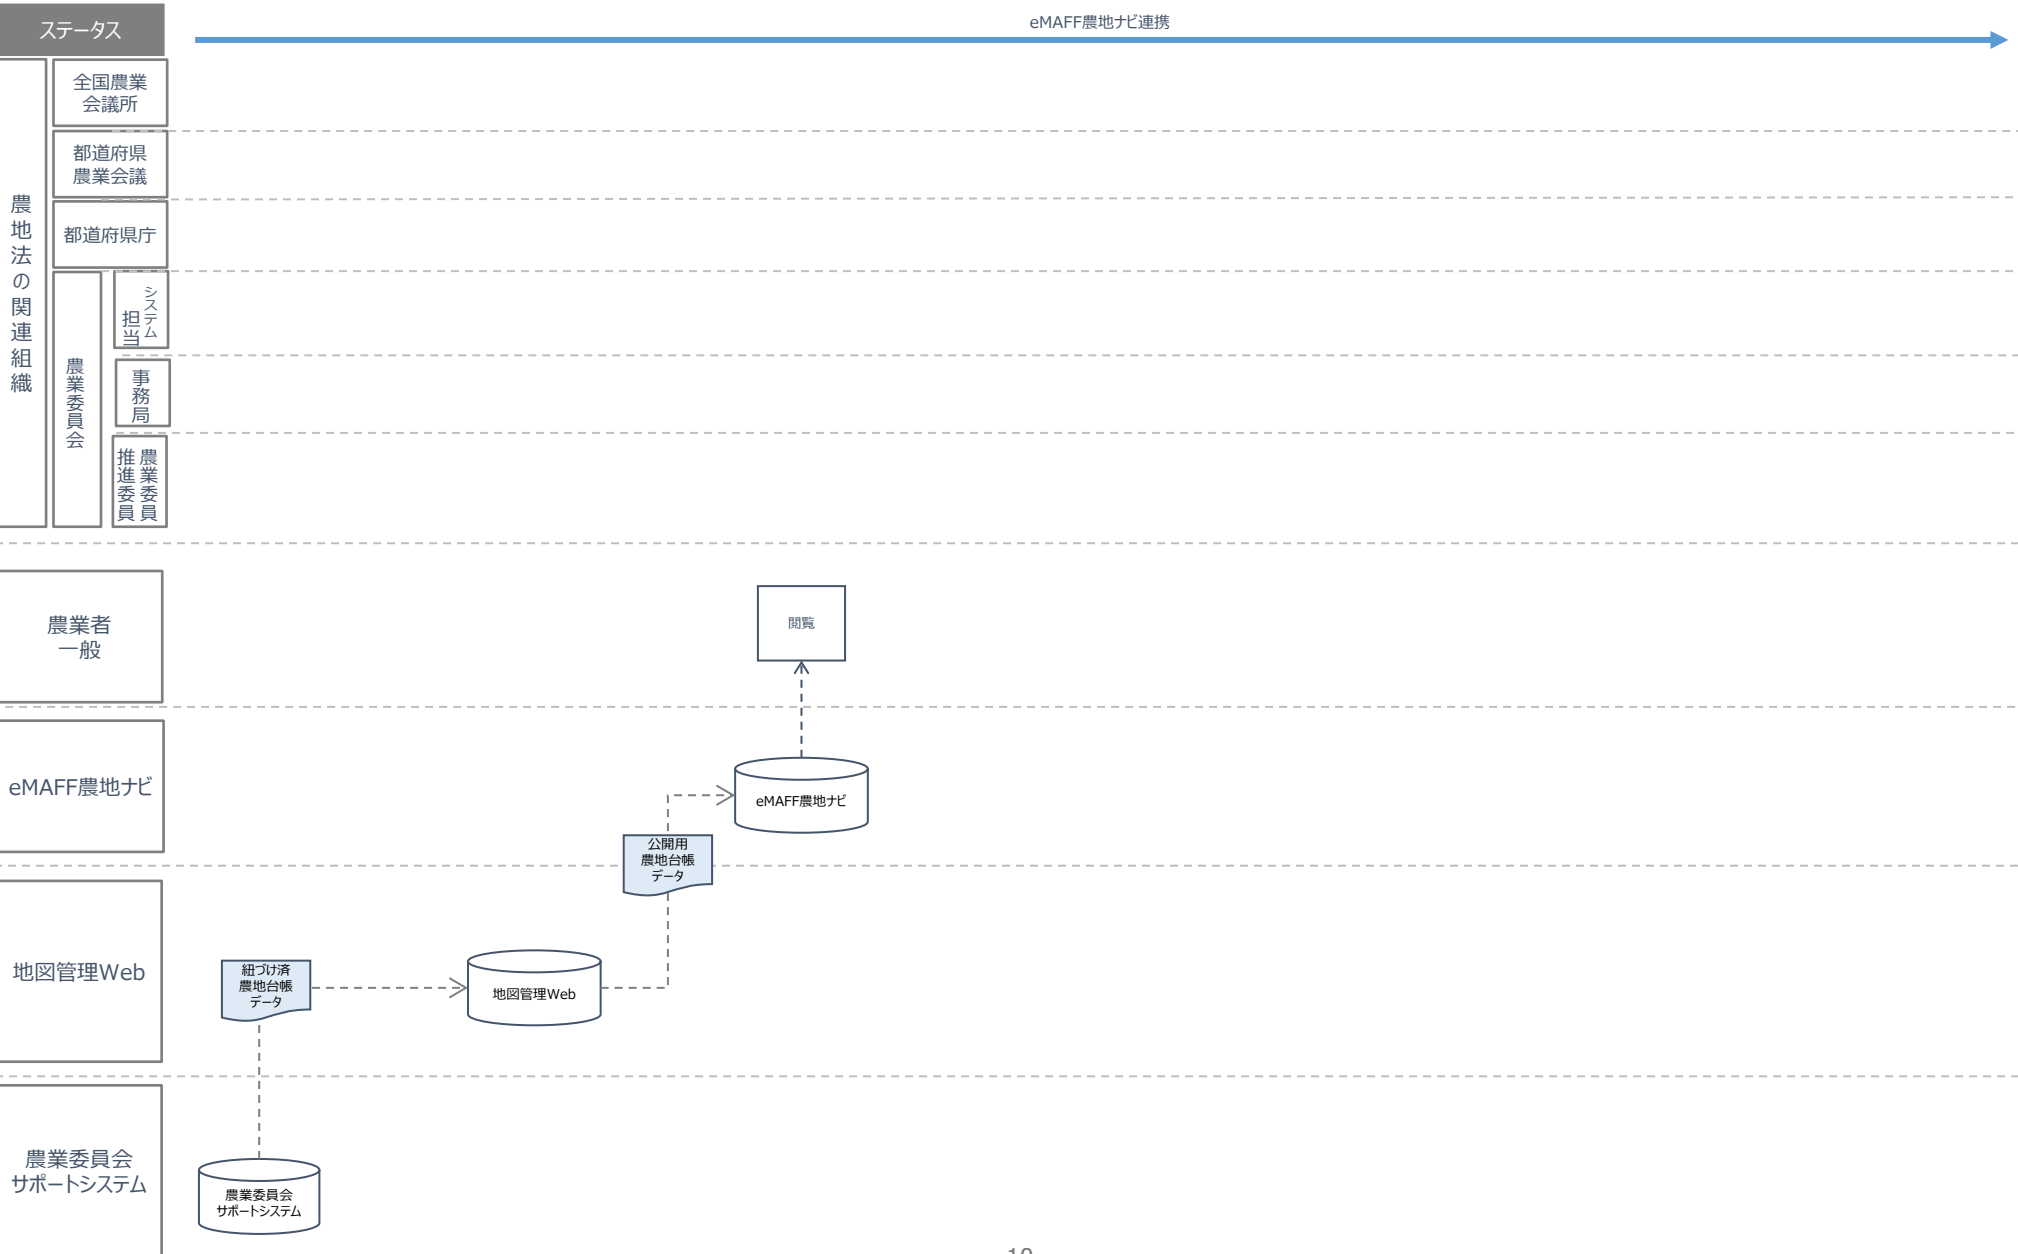 ステータス
eMAFF農地ナビ連携
農地法の関連組織
全国農業
会議所
都道府県
農業会議
都道府県庁
農業委員会
システム
担当
事務局
農業委員
推進委員
農業者
一般
閲覧
eMAFF農地ナビ
eMAFF農地ナビ
公開用
農地台帳
データ
地図管理Web
紐づけ済
農地台帳
データ
地図管理Web
農業委員会
サポートシステム
農業委員会
サポートシステム